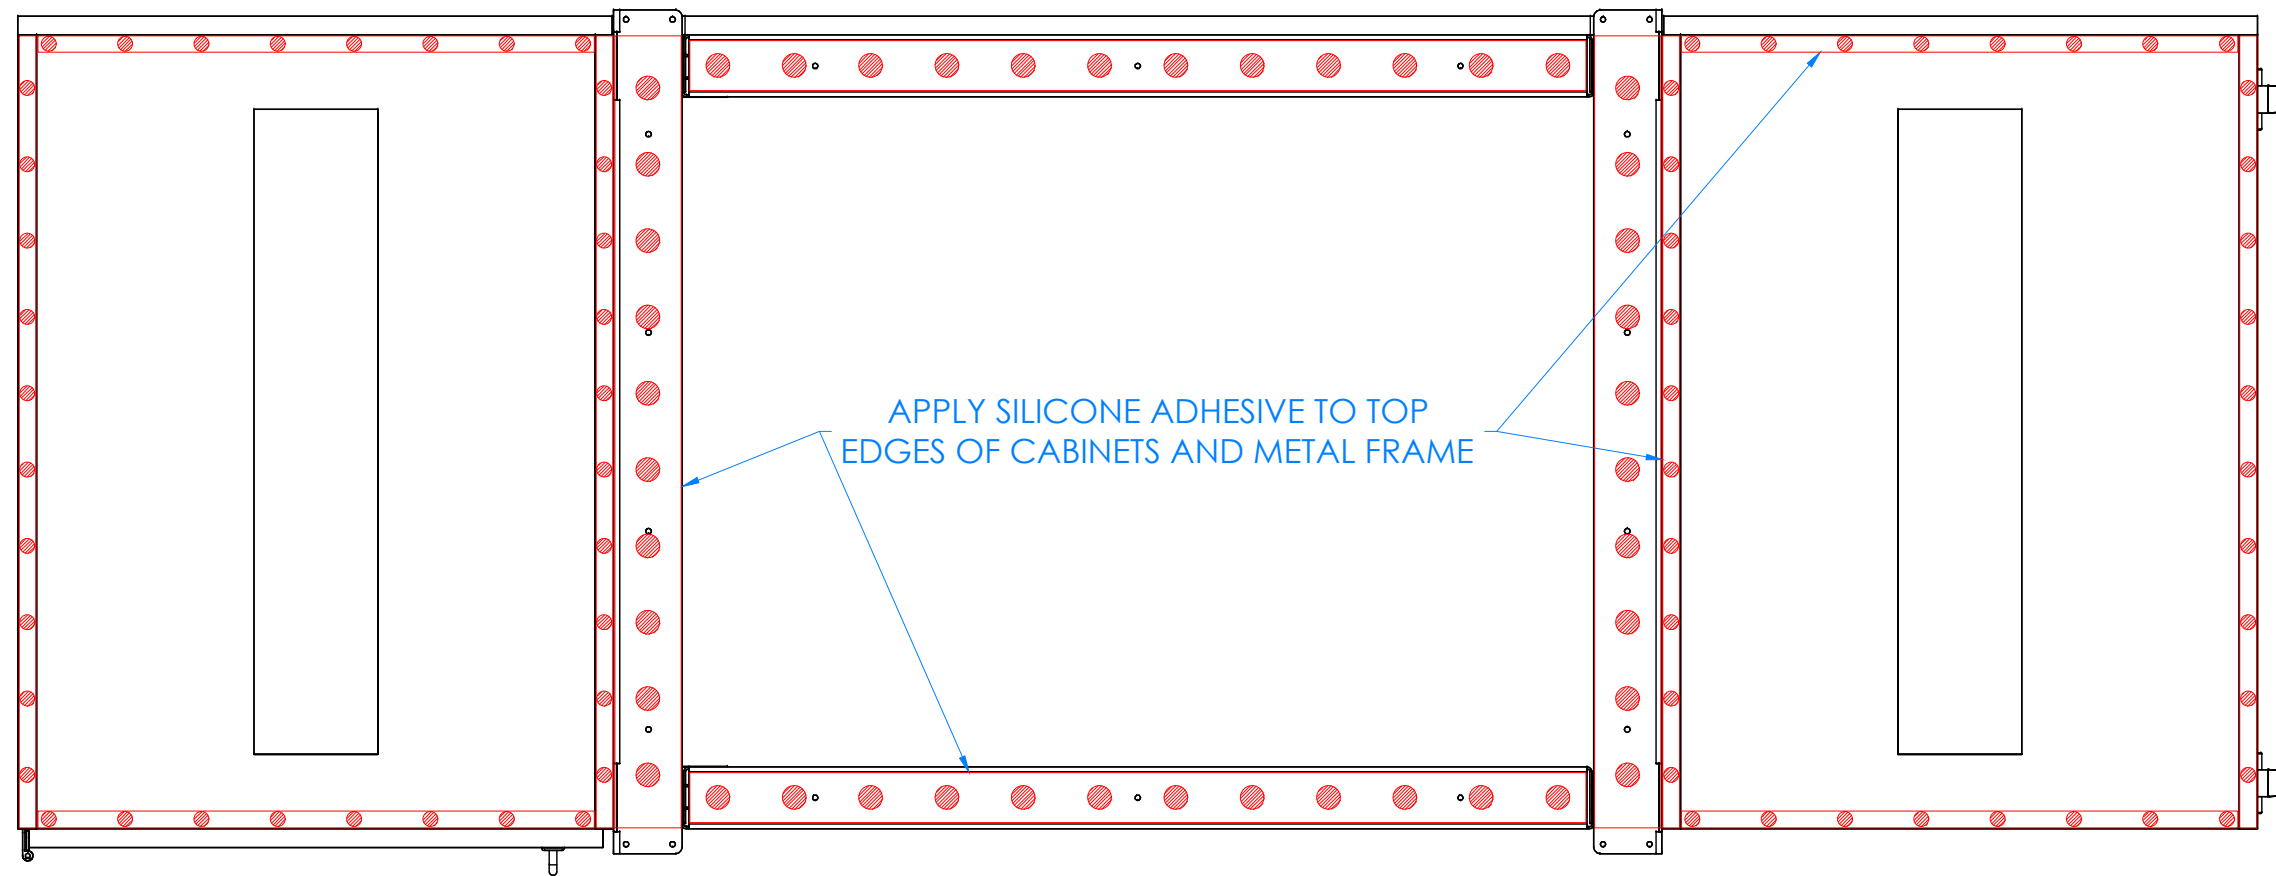 APPLY SILICONE ADHESIVE TO TOP
EDGES OF CABINETS AND METAL FRAME